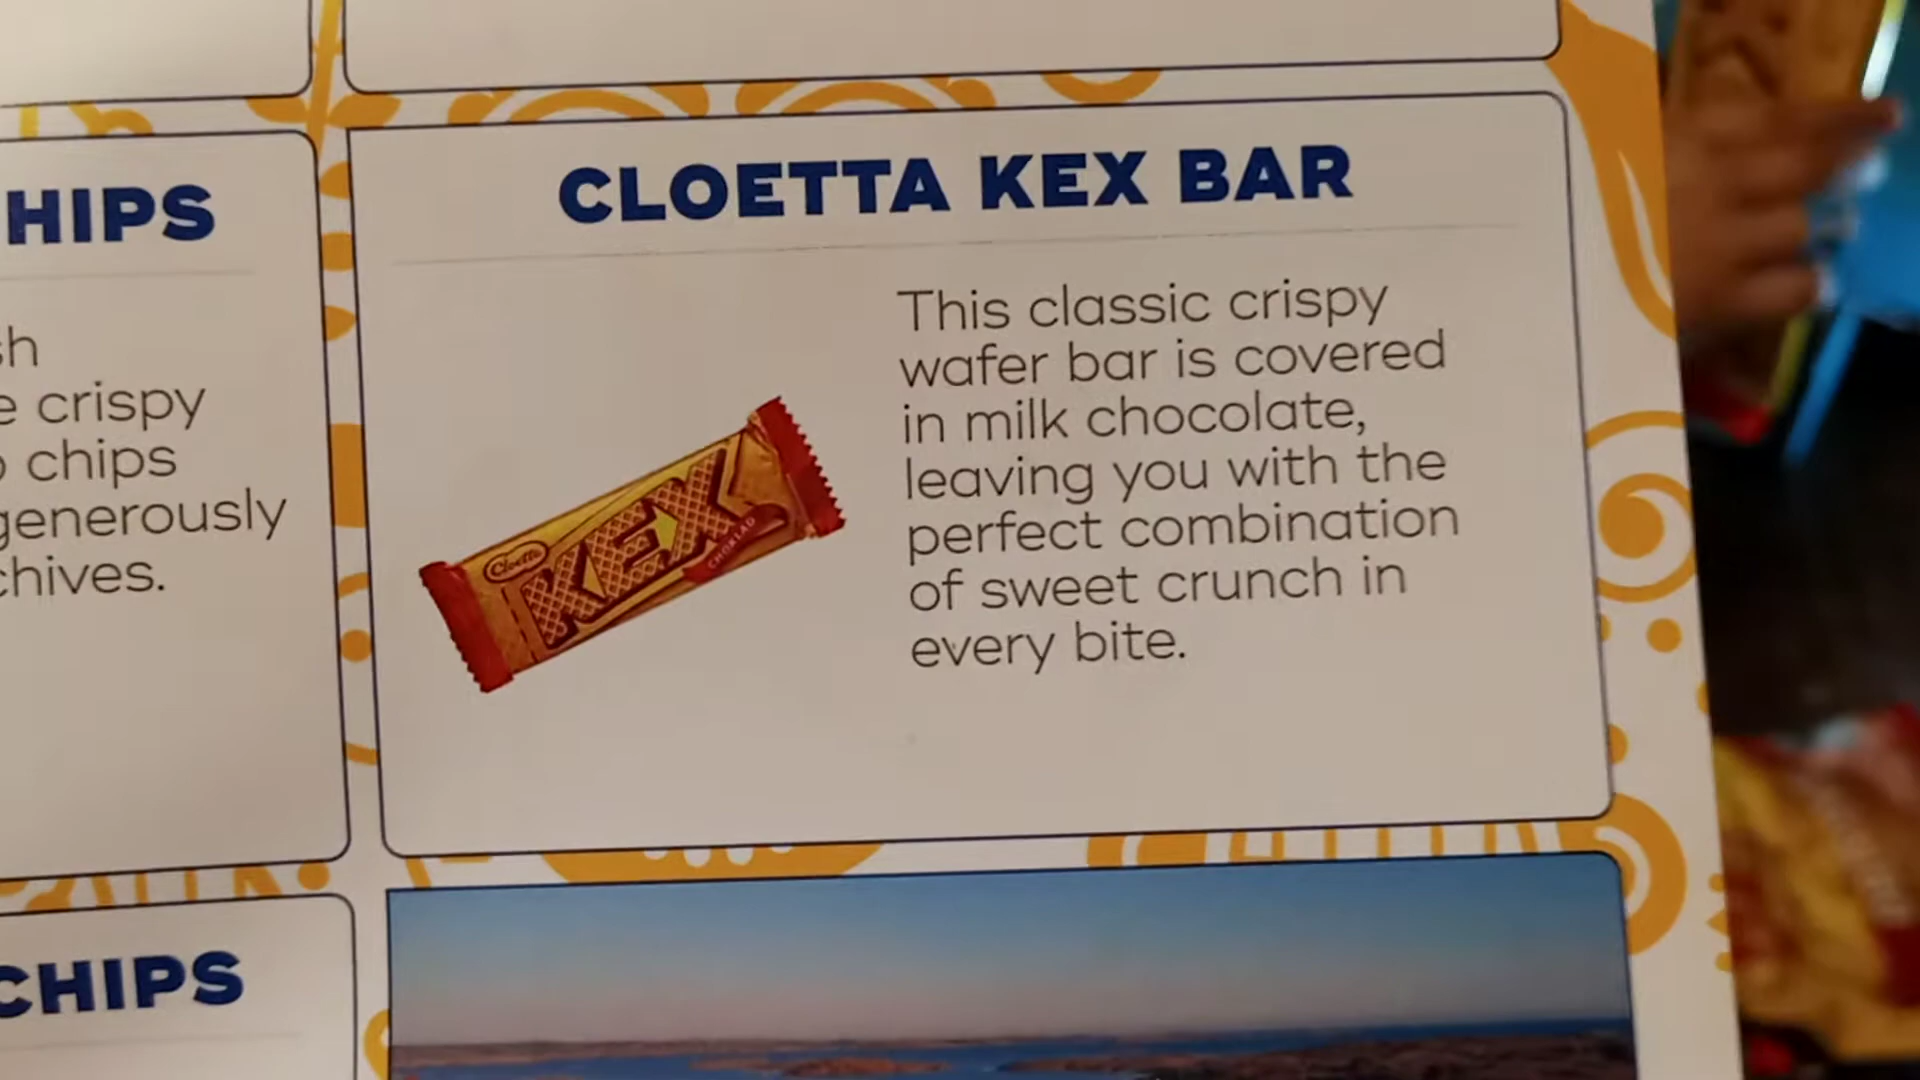 HIPS
crispy
chips
generously
chives.
CHIPS
CLOETTA KEX BAR
Cloetta
KEX
CHOKLAD
This classic crispy
wafer bar is covered
in milk chocolate,
leaving you with the
perfect combination
of sweet crunch in
every bite.